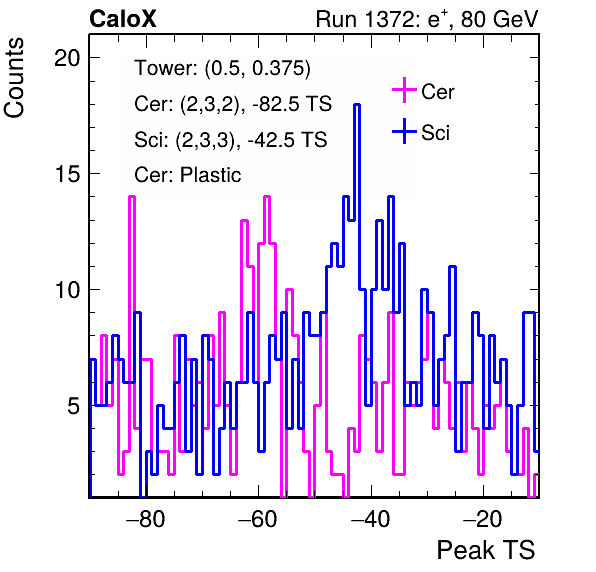 CaloX Run 1372: e+, 80 GeV
Counts
20
15
10
5
Tower: (0.5, 0.375)
Cer: (2,3,2), -82.5 TS
Sci: (2,3,3), -42.5 TS
Cer: Plastic
Cer
Sci
−80 −60 −40 −20
Peak TS